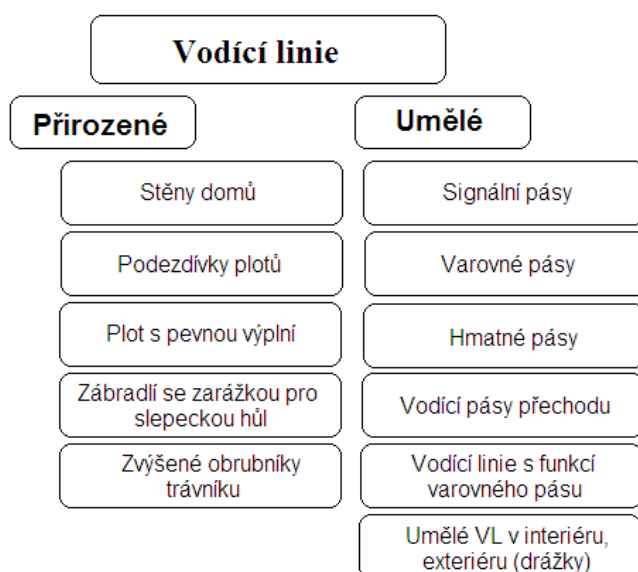 Vodící linie
Přirozené
Umělé
Stěny domů
Podezdívky plotů
Plot s pevnou výplní
Zábradlí se zarážkou pro
slepeckou hůl
Zvýšené obrubníky
trávníku
Signální pásy
Varovné pásy
Hmatné pásy
Vodící pásy přechodu
Vodící linie s funkcí
varovného pásu
Umělé VL v interiéru,
exteriéru (drážky)